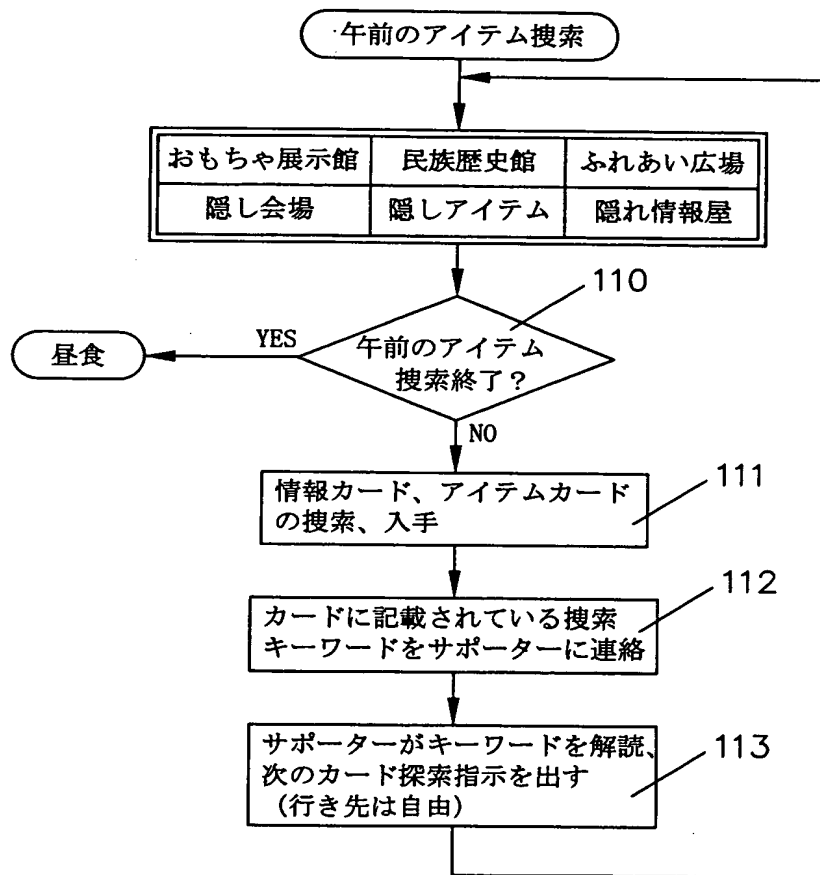 午前のアイテム捜索
おもちゃ展示館 民族歴史館 ふれあい広場
隠し会場 隠しアイテム 隠れ情報屋
110
YES
昼食
午前のアイテム
捜索終了？
NO
情報カード、アイテムカード
の捜索、入手
111
カードに記載されている捜索
キーワードをサポーターに連絡
112
サポーターがキーワードを解読、
次のカード探索指示を出す
（行き先は自由）
113